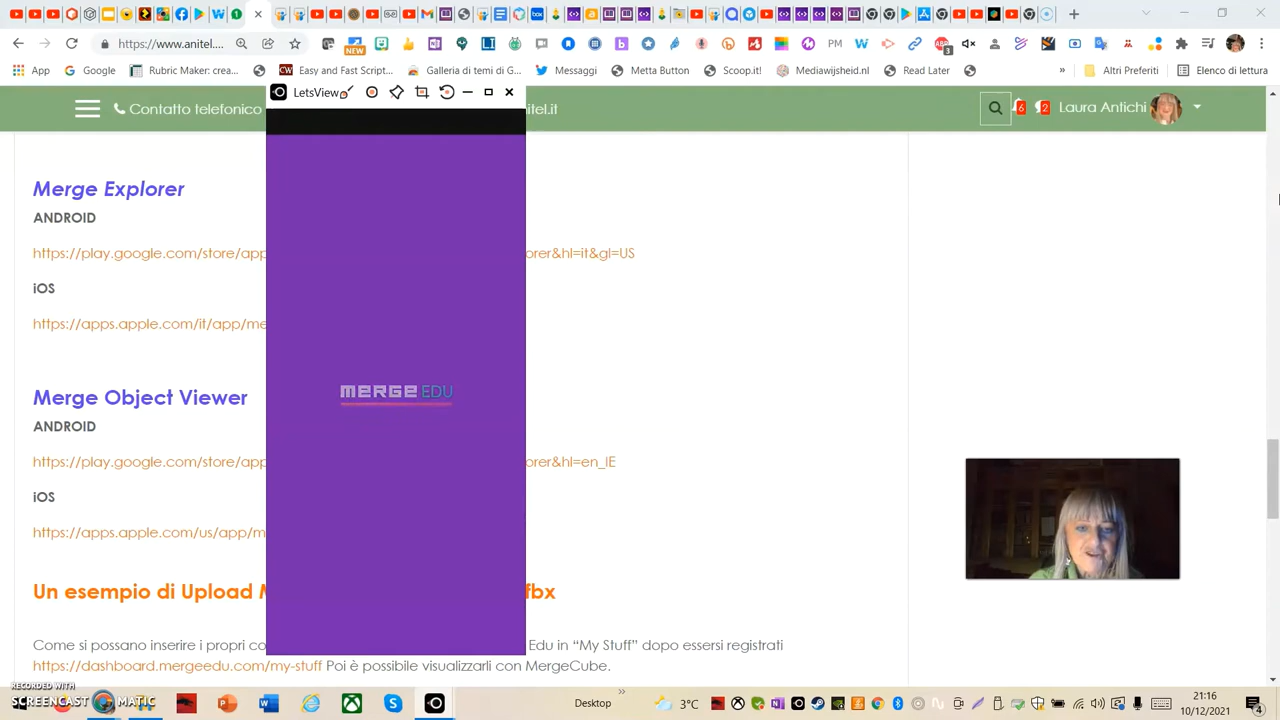 https://www.anitel.
App
Google
Rubric Maker: crea...
CW Easy and Fast Script...
Galleria di temi di G...
Messaggi
Metta Button
Scoop.it!
Mediawijsheid.nl
Read Later
»
Altri Preferiti
Elenco di lettura
LetsView
Contatto telefonico
nitel.it
6
2
Laura Antichi
Merge Explorer
ANDROID
https://play.google.com/store/app
orer&hl=it&gl=US
iOS
https://apps.apple.com/it/app/me
MERGE EDU
Merge Object Viewer
ANDROID
https://play.google.com/store/app
orer&hl=en_IE
iOS
https://apps.apple.com/us/app/m
Un esempio di Upload
fbx
Come si possano inserire i propri co
Edu in “My Stuff” dopo essersi registrati
https://dashboard.mergeedu.com/my-stuff Poi è possibile visualizzarli con MergeCube.
RECORDED WITH
SCREENCAST MATIC
Desktop
»
3°C
21:16
10/12/2021
4